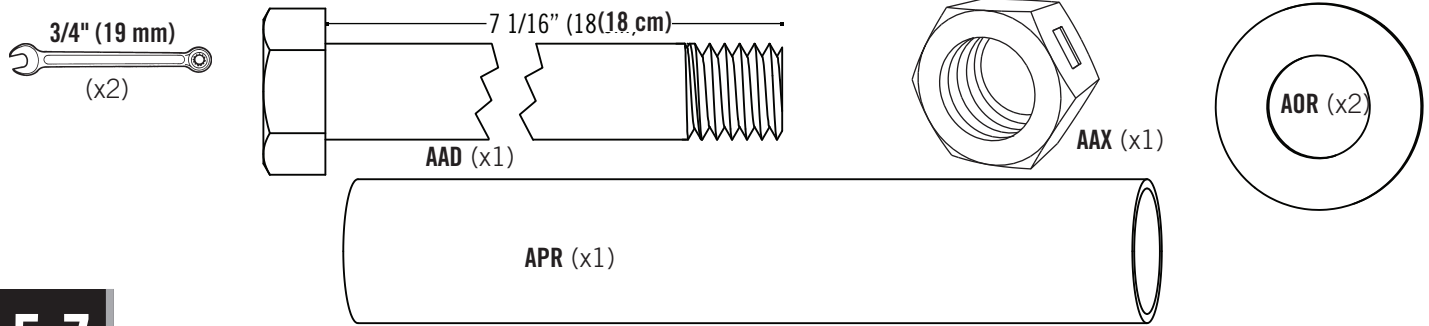 3/4" (19 mm)
(x2)
7 1/16” (18(18 cm)
AAD (x1)
AAX (x1)
AOR (x2)
APR (x1)